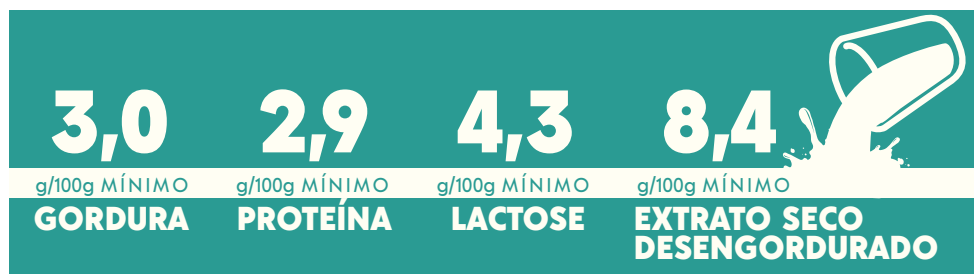 3,0
g/100g MÍNIMO
GORDURA
2,9
g/100g MÍNIMO
PROTEÍNA
4,3
g/100g MÍNIMO
LACTOSE
8,4
g/100g MÍNIMO
EXTRATO SECO
DESENGORDURADO